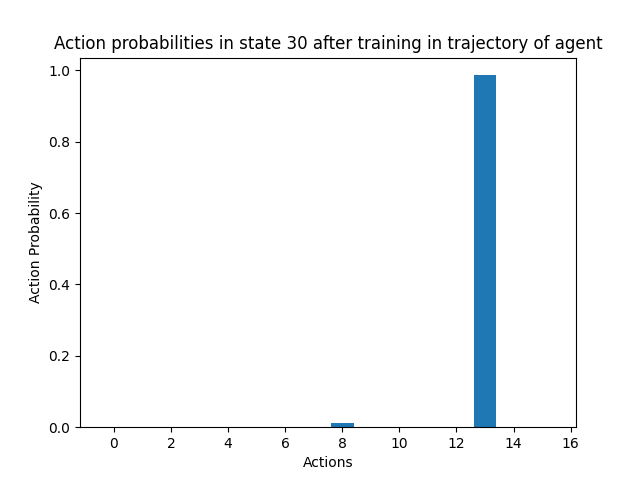 Action probabilities in state 30 after training in trajectory of agent
1.0
0.8
0.6
0.4
0.2
0.0
Action Probability
0 2 4 6 8 10 12 14 16
Actions